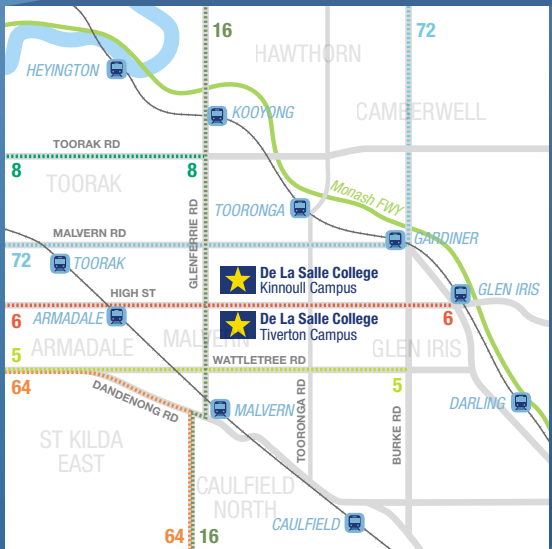 16
72
HAWTHORN
HEYINGTON
KOOYONG
CAMBERWELL
TOORAK RD
8
8
TOORAK
Monash FWY
TOORONGA
GLENFERRIE RD
MALVERN RD
GARDINER
72
TOORAK
De La Salle College
Kinnoull Campus
GLEN IRIS
HIGH ST
6
ARMADALE
De La Salle College
Tiverton Campus
6
MALVERN
5
ARMADALE
WATTLETREE RD
GLEN IRIS
64
5
DANDENONG RD
MALVERN
TOORONGA RD
BURKE RD
DARLING
ST KILDA
EAST
CAULFIELD
NORTH
CAULFIELD
64
16